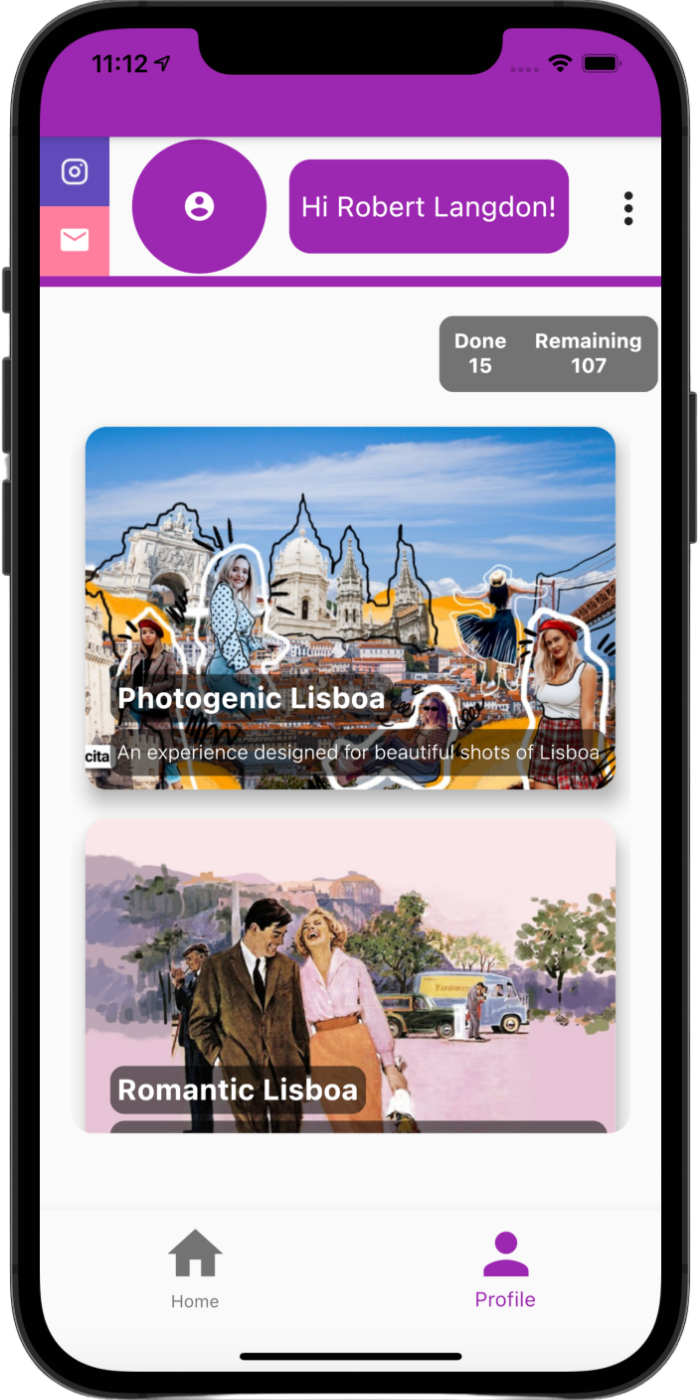 11:12
Hi Robert Langdon!
Done Remaining
15 107
Photogenic Lisboa
cita
An experience designed for beautiful shots of Lisboa
Romantic Lisboa
Home
Profile